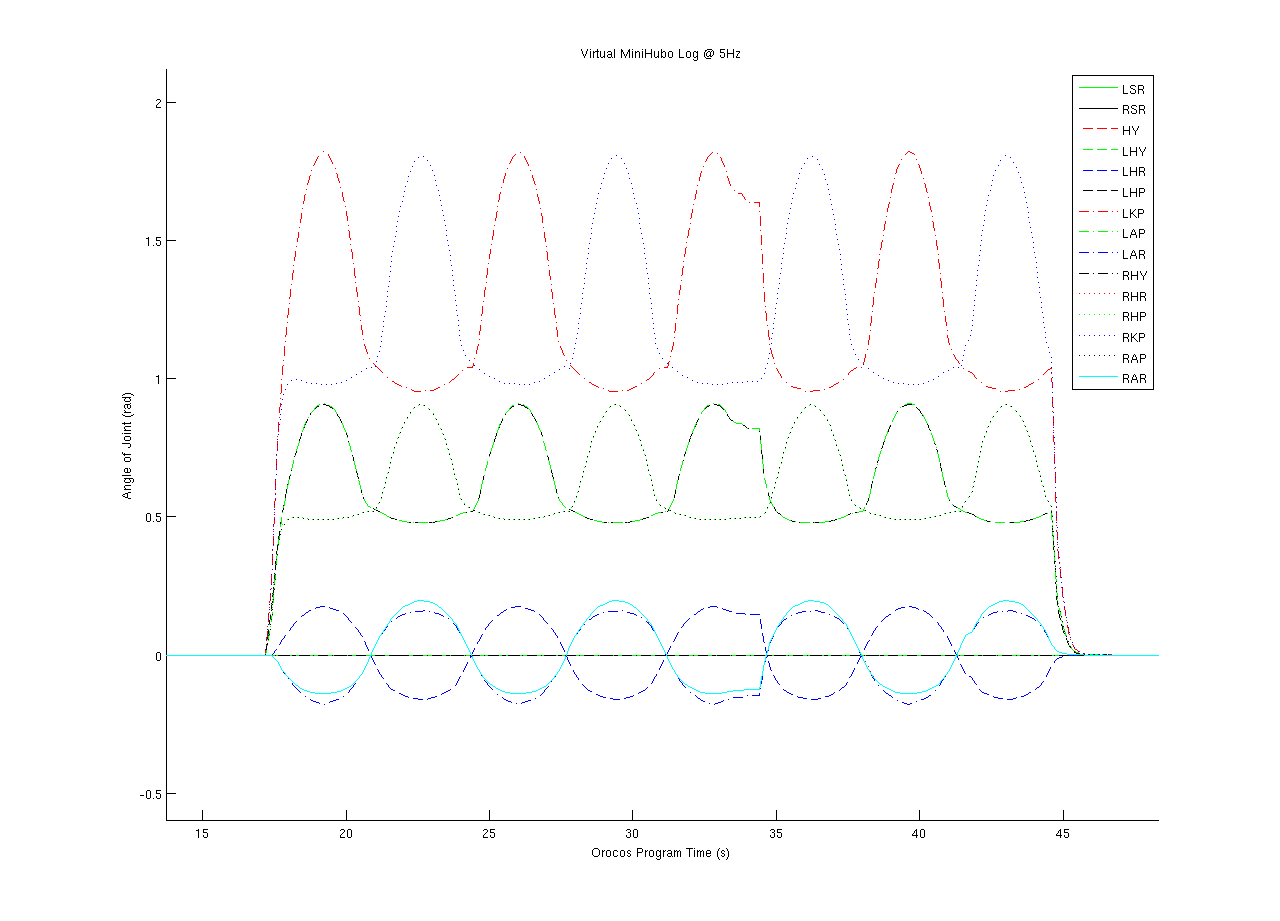 Virtual MiniHubo Log @ 5Hz
LSR
RSR
HY
LHY
LHR
LHP
LKP
LAP
LAR
RHY
RHR
RHP
RKP
RAP
RAR
2
1.5
1
0.5
0
-0.5
Angle of Joint (rad)
15 20 25 30 35 40 45
Orocos Program Time (s)